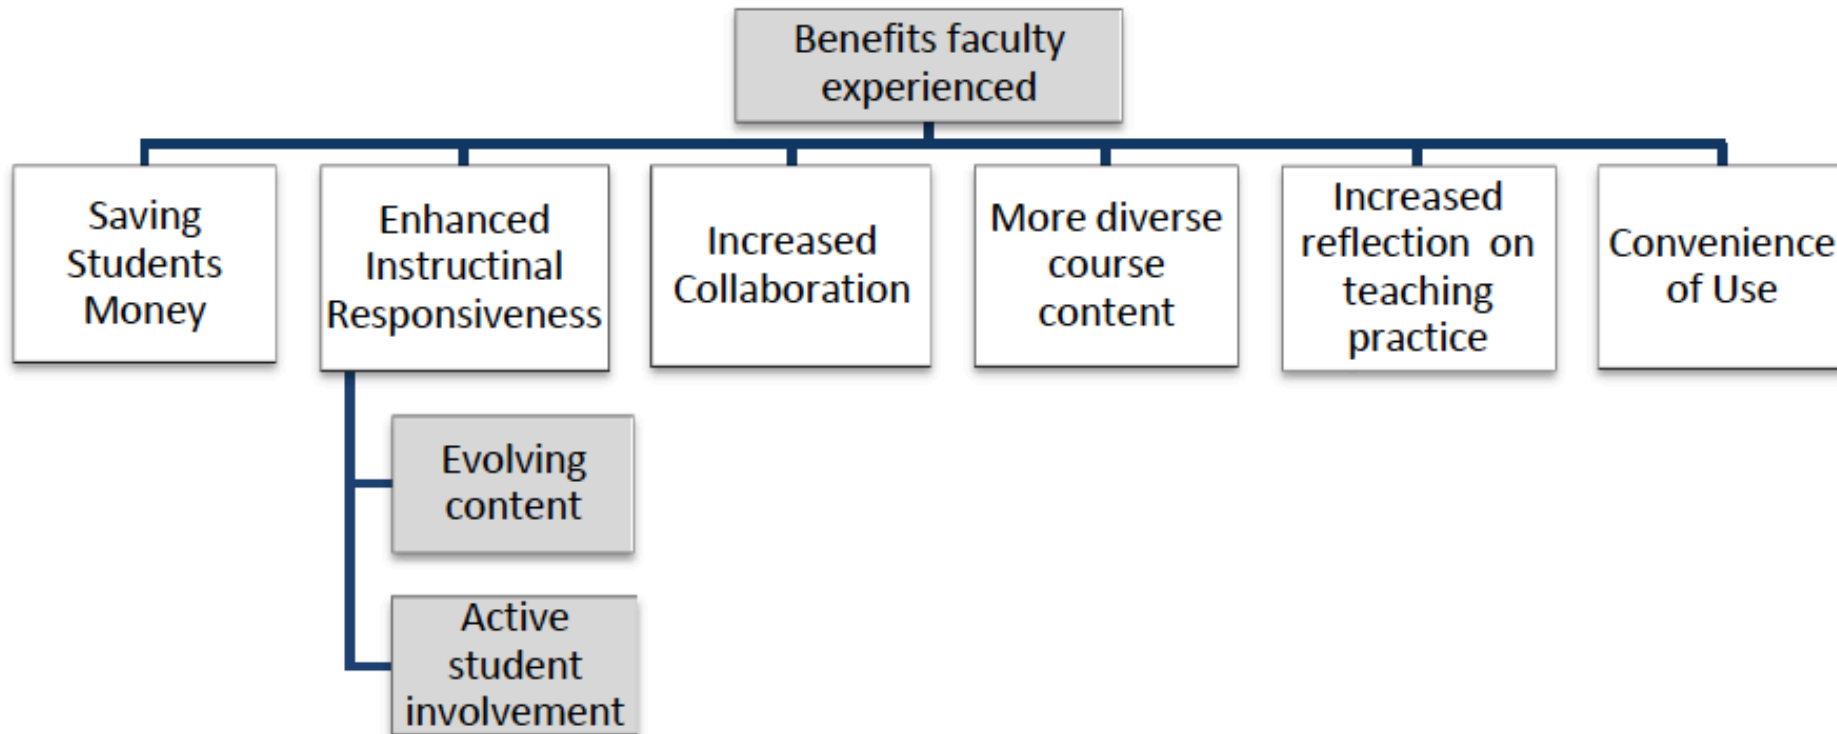 Benefits faculty
experienced
Saving
Students
Money
Enhanced
Instructinal
Responsiveness
Increased
Collaboration
More diverse
course
content
Increased
reflection on
teaching
practice
Convenience
of Use
Evolving
content
Active
student
involvement